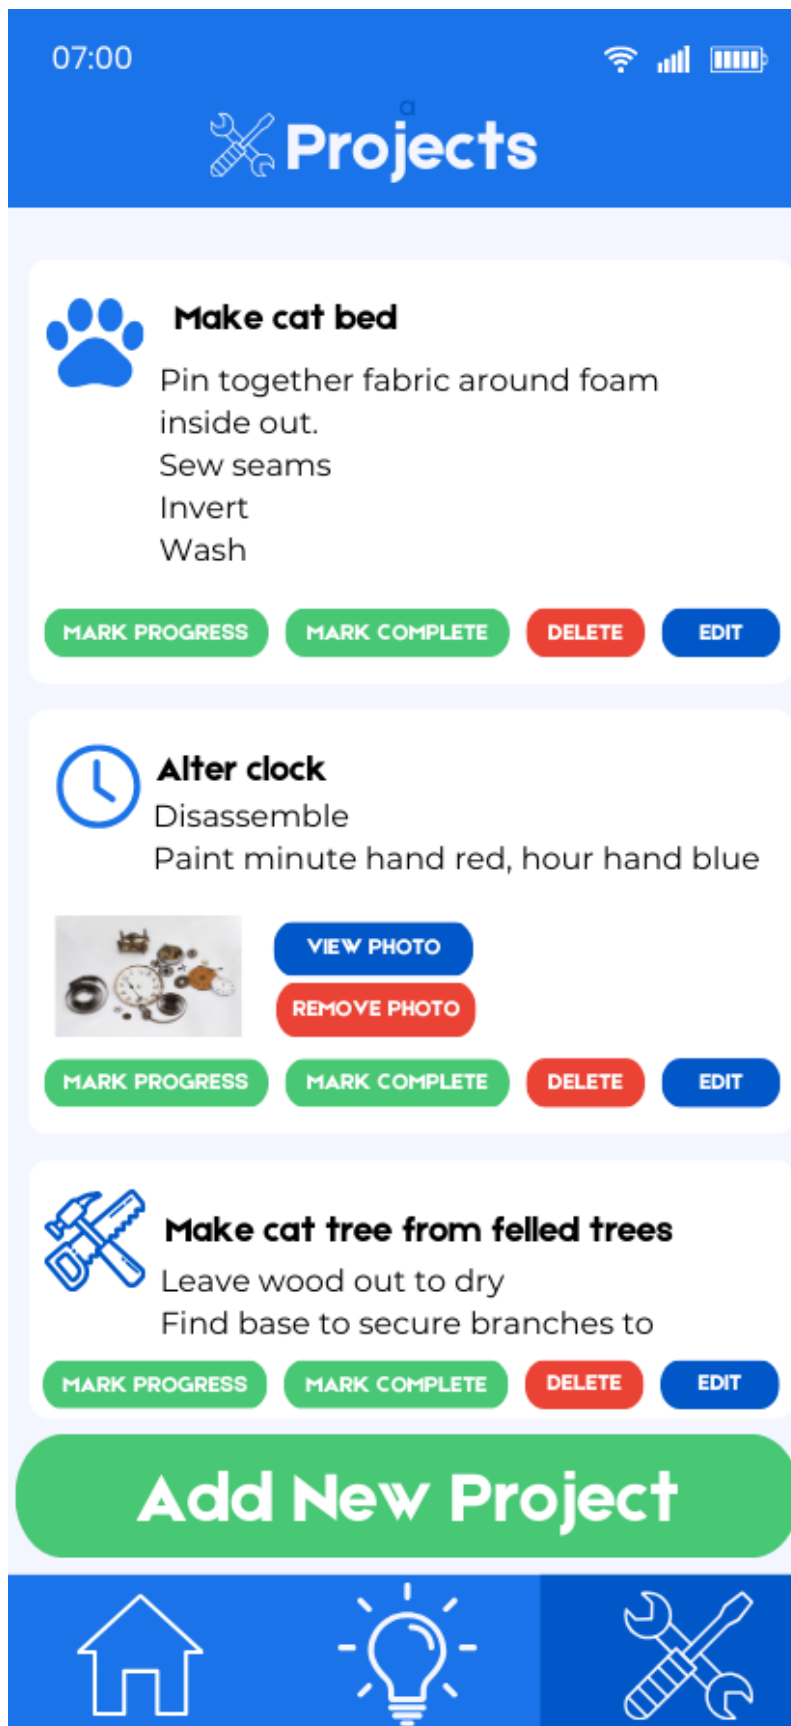 07:00
a
Projects
Make cat bed
Pin together fabric around foam
inside out.
Sew seams
Invert
Wash
MARK PROGRESS MARK COMPLETE DELETE EDIT
Alter clock
Disassemble
Paint minute hand red, hour hand blue
VIEW PHOTO
REMOVE PHOTO
MARK PROGRESS MARK COMPLETE DELETE EDIT
Make cat tree from felled trees
Leave wood out to dry
Find base to secure branches to
MARK PROGRESS MARK COMPLETE DELETE EDIT
Add New Project